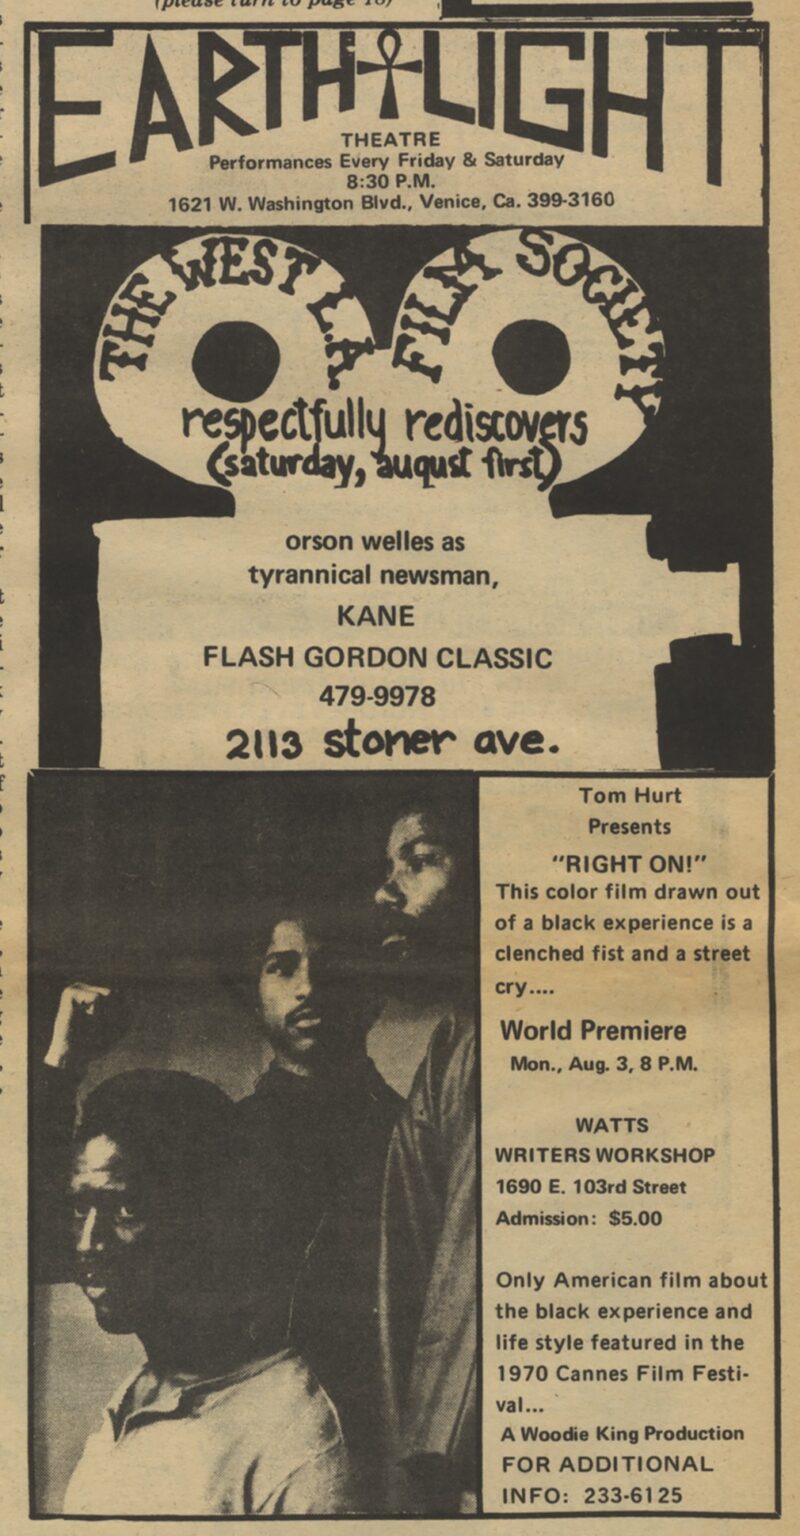 (please turn to page 18)
EARTH LIGHT
THEATRE
Performances Every Friday & Saturday
8:30 P.M.
1621 W. Washington Blvd., Venice, Ca. 399-3160
THE WEST L.A. FILM SOCIETY
respectfully rediscovers
(saturday, august first)
orson welles as
tyrannical newsman,
KANE
FLASH GORDON CLASSIC
479-9978
2113 stoner ave.
Tom Hurt
Presents
"RIGHT ON!"
This color film drawn out
of a black experience is a
clenched fist and a street
cry....
World Premiere
Mon., Aug. 3, 8 P.M.
WATTS
WRITERS WORKSHOP
1690 E. 103rd Street
Admission: $5.00
Only American film about
the black experience and
life style featured in the
1970 Cannes Film Festi-
val...
A Woodie King Production
FOR ADDITIONAL
INFO: 233-6125